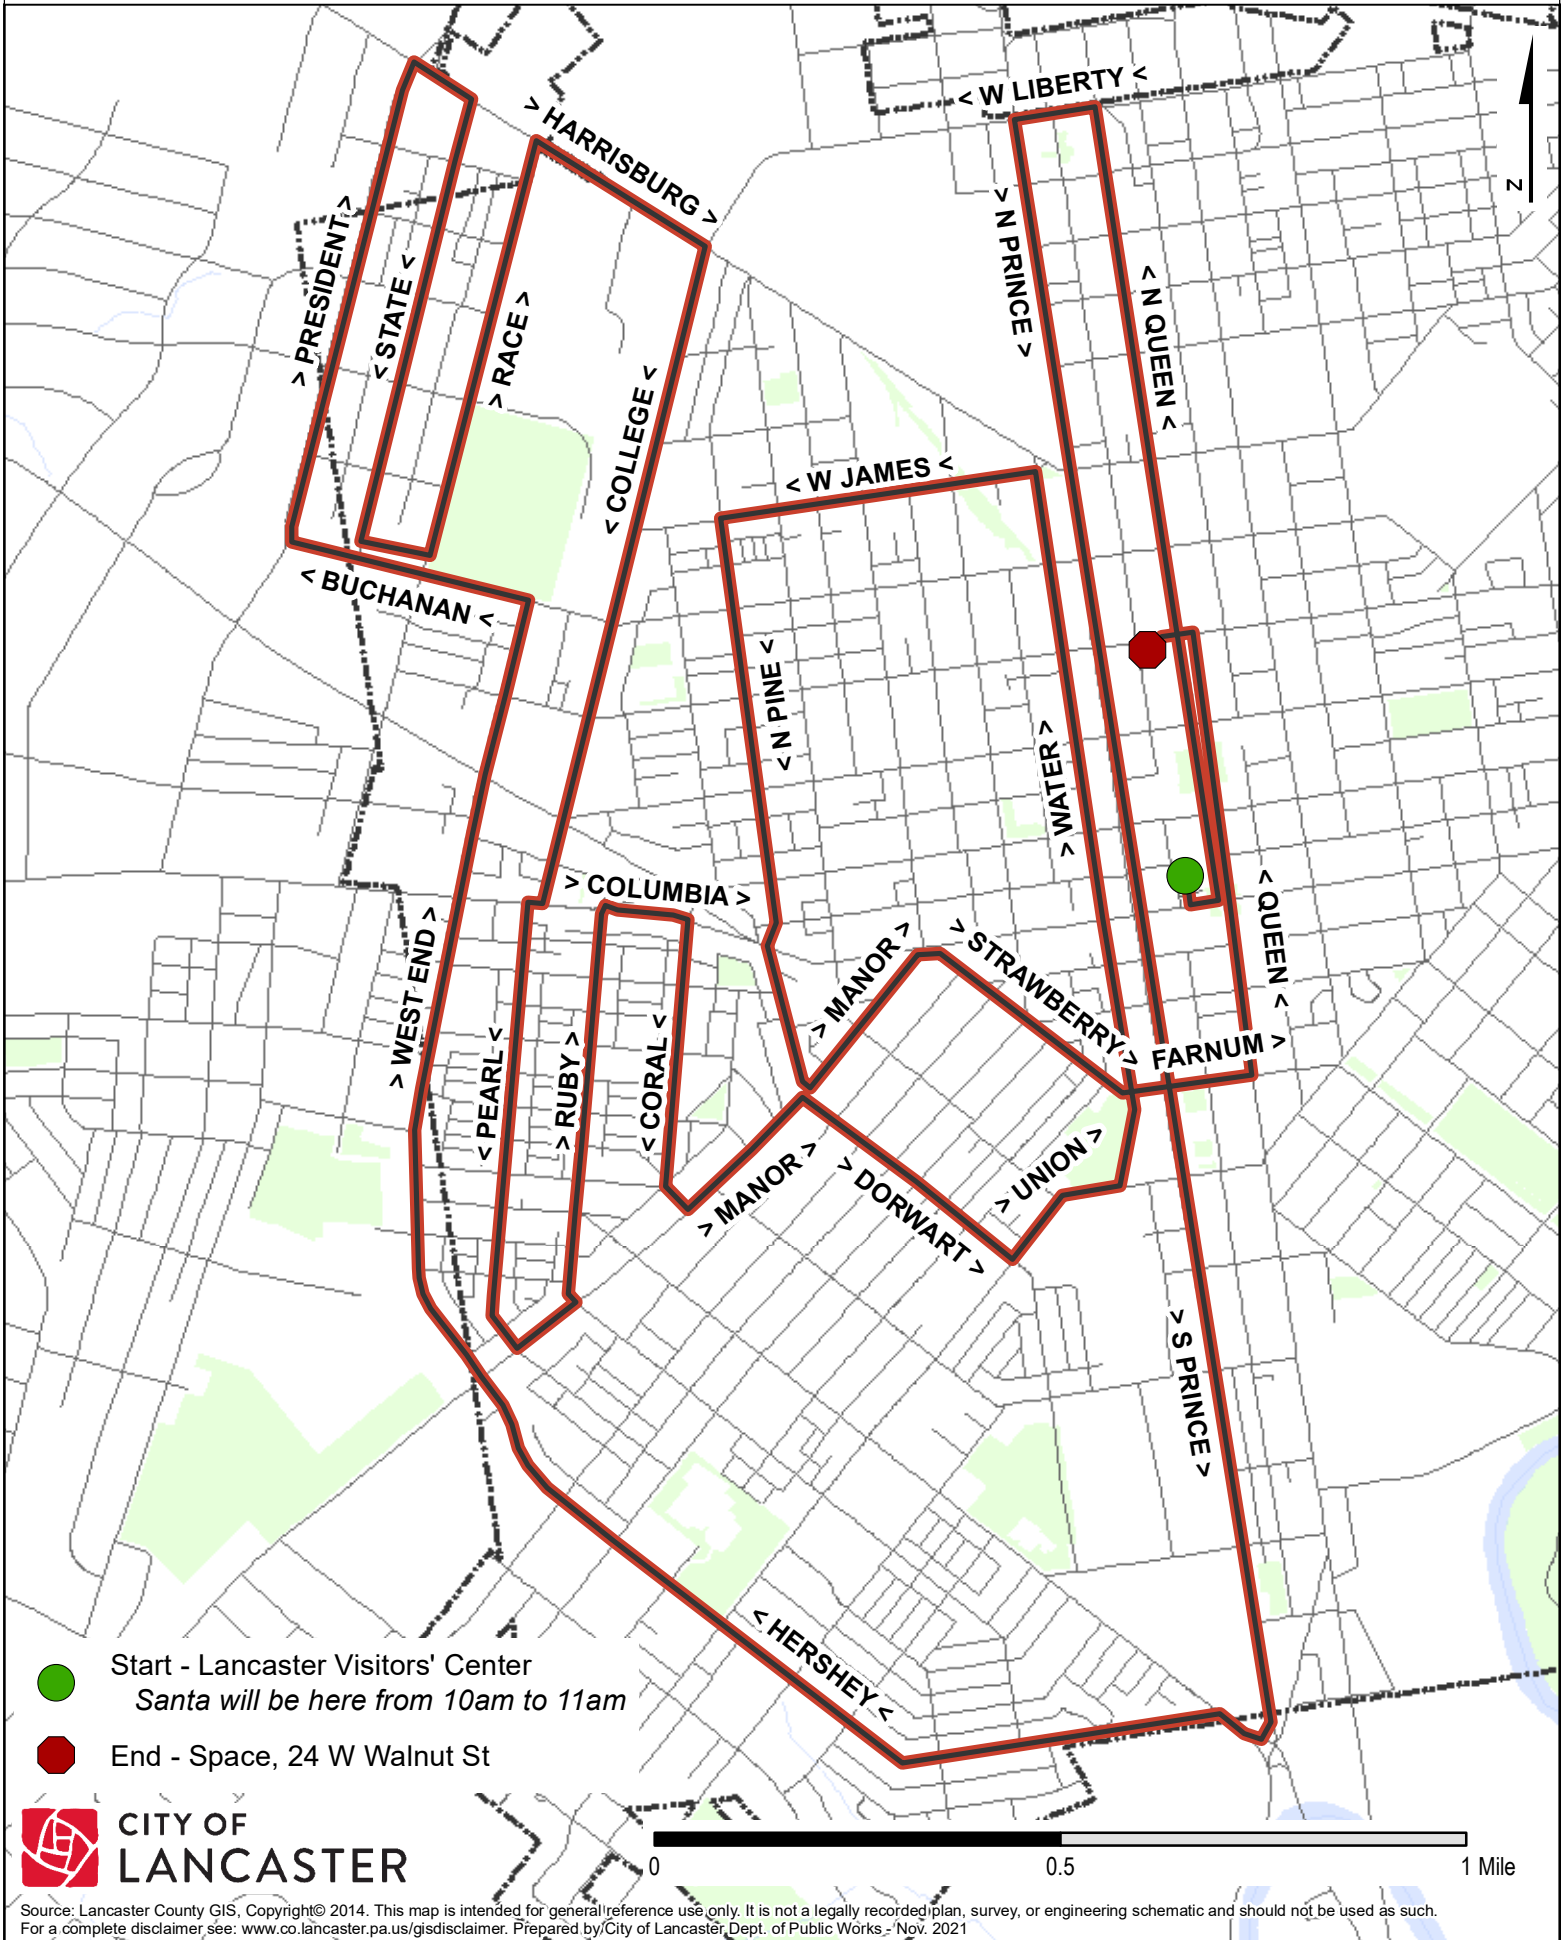 < W LIBERTY <
> HARRISBURG >
N
> PRESIDENT >
< STATE <
> RACE >
< COLLEGE <
> N PRINCE >
< N QUEEN <
< W JAMES <
< BUCHANAN <
< N PINE <
> WATER >
> COLUMBIA >
> WEST END >
> MANOR >
> STRAWBERRY>
< QUEEN <
FARNUM >
< PEARL <
> RUBY >
< CORAL <
> MANOR >
> DORWART >
> UNION >
> S PRINCE >
< HERSHEY <
Start - Lancaster Visitors' Center
Santa will be here from 10am to 11am
End - Space, 24 W Walnut St
CITY OF
LANCASTER
0 0.5 1 Mile
Source: Lancaster County GIS, Copyright© 2014. This map is intended for general reference use only. It is not a legally recorded plan, survey, or engineering schematic and should not be used as such.
For a complete disclaimer see: www.co.lancaster.pa.us/gisdisclaimer. Prepared by City of Lancaster Dept. of Public Works - Nov. 2021